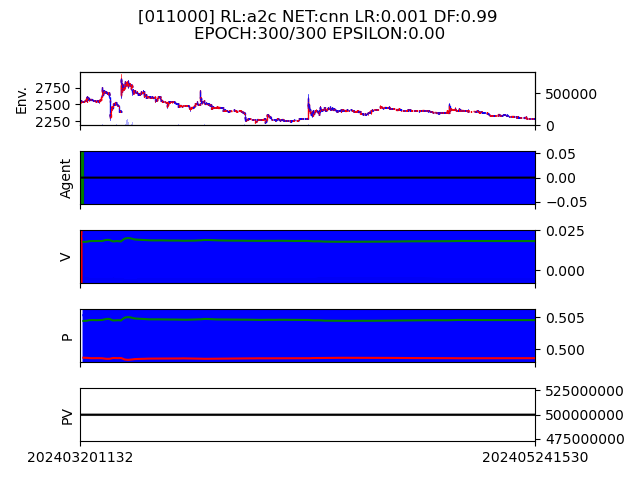 [011000] RL:a2c NET:cnn LR:0.001 DF:0.99
EPOCH:300/300 EPSILON:0.00
Env.
2750
2500
2250
500000
0
Agent
0.05
0.00
−0.05
V
0.025
0.000
P
0.505
0.500
PV
525000000
500000000
475000000
202403201132
202405241530